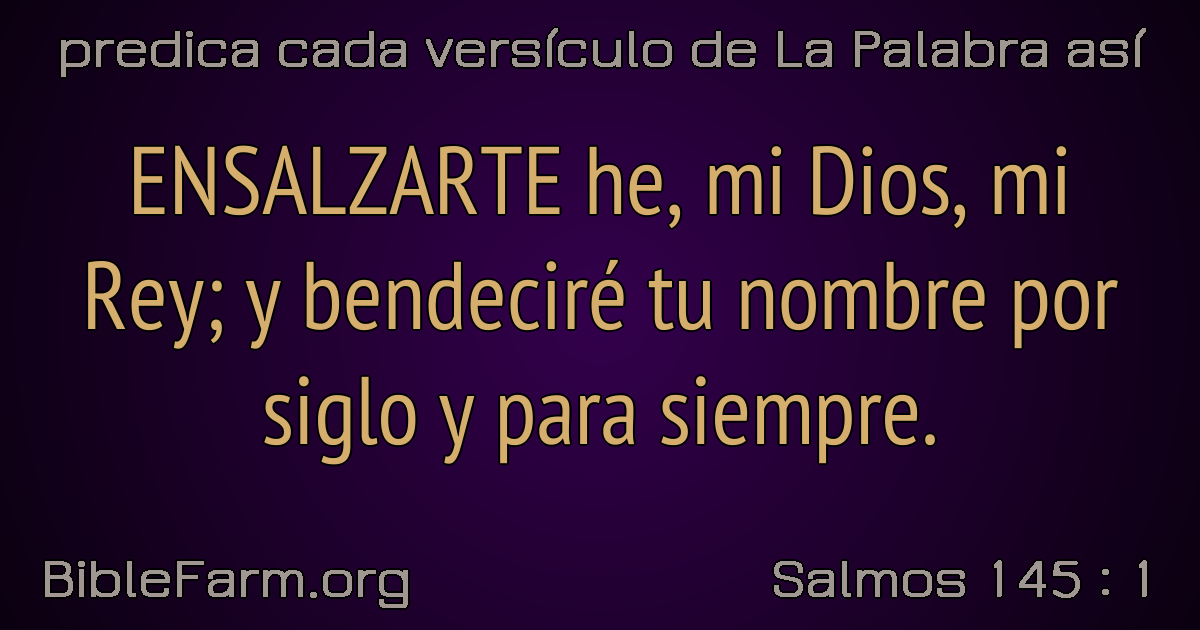 predica cada versículo de La Palabra así
ENSALZARTE he, mi Dios, mi
Rey; y bendeciré tu nombre por
siglo y para siempre.
BibleFarm.org
Salmos 145 : 1